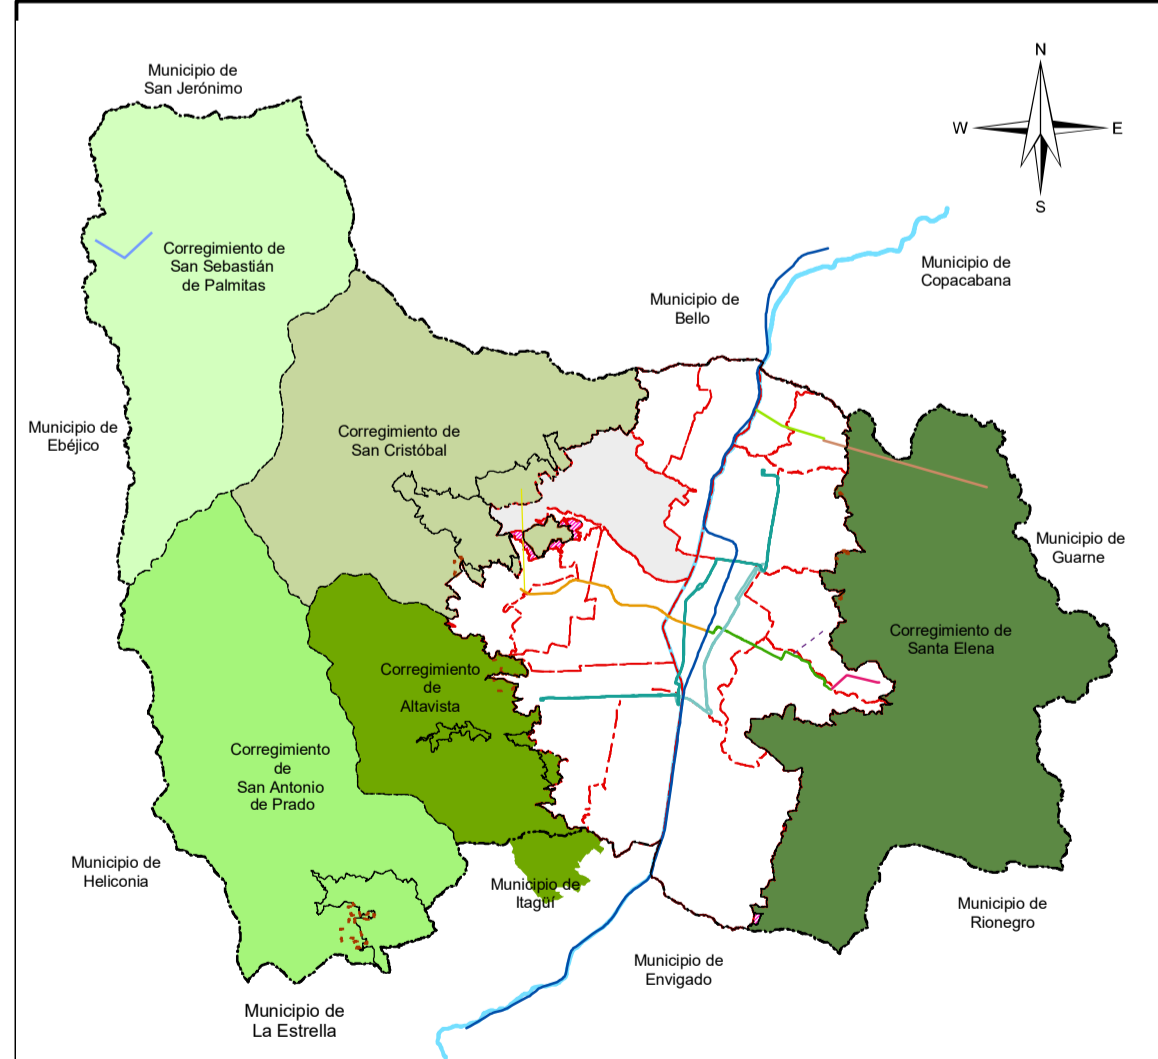 Municipio de
San Jerónimo
N
W
E
S
Corregimiento de
San Sebastián
de Palmitas
Municipio de
Copacabana
Municipio de
Bello
Municipio de
Ebéjico
Corregimiento de
San Cristóbal
Municipio de
Guarne
Corregimiento de
Santa Elena
Corregimiento
de
Altavista
Corregimiento
de
San Antonio
de Prado
Municipio de
Heliconia
Municipio de
Itagüí
Municipio de
Rionegro
Municipio de
Envigado
Municipio de
La Estrella